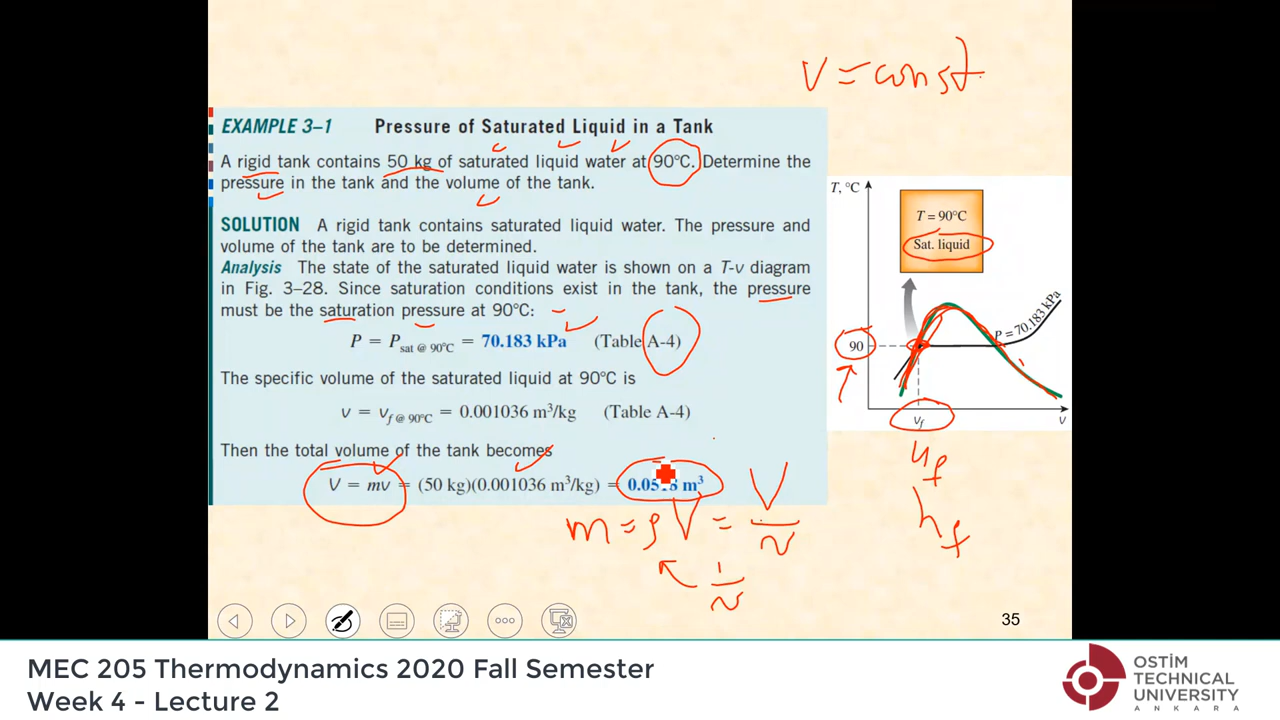 V = const
EXAMPLE 3–1 Pressure of Saturated Liquid in a Tank
A rigid tank contains 50 kg of saturated liquid water at 90°C. Determine the
pressure in the tank and the volume of the tank.
SOLUTION A rigid tank contains saturated liquid water. The pressure and
volume of the tank are to be determined.
Analysis The state of the saturated liquid water is shown on a T-v diagram
in Fig. 3–28. Since saturation conditions exist in the tank, the pressure
must be the saturation pressure at 90°C:
P = P sat @ 90°C = 70.183 kPa (Table A-4)
The specific volume of the saturated liquid at 90°C is
v = v f @ 90°C = 0.001036 m³/kg (Table A-4)
Then the total volume of the tank becomes
V = mv = (50 kg)(0.001036 m³/kg) = m³
m = ρV = V/v
1/v
T, °C
T = 90°C
Sat. liquid
P = 70.183 kPa
90
vf
v
uf
hf
35
MEC 205 Thermodynamics 2020 Fall Semester
Week 4 - Lecture 2
OSTİM
TECHNICAL
UNIVERSITY
ANKARA